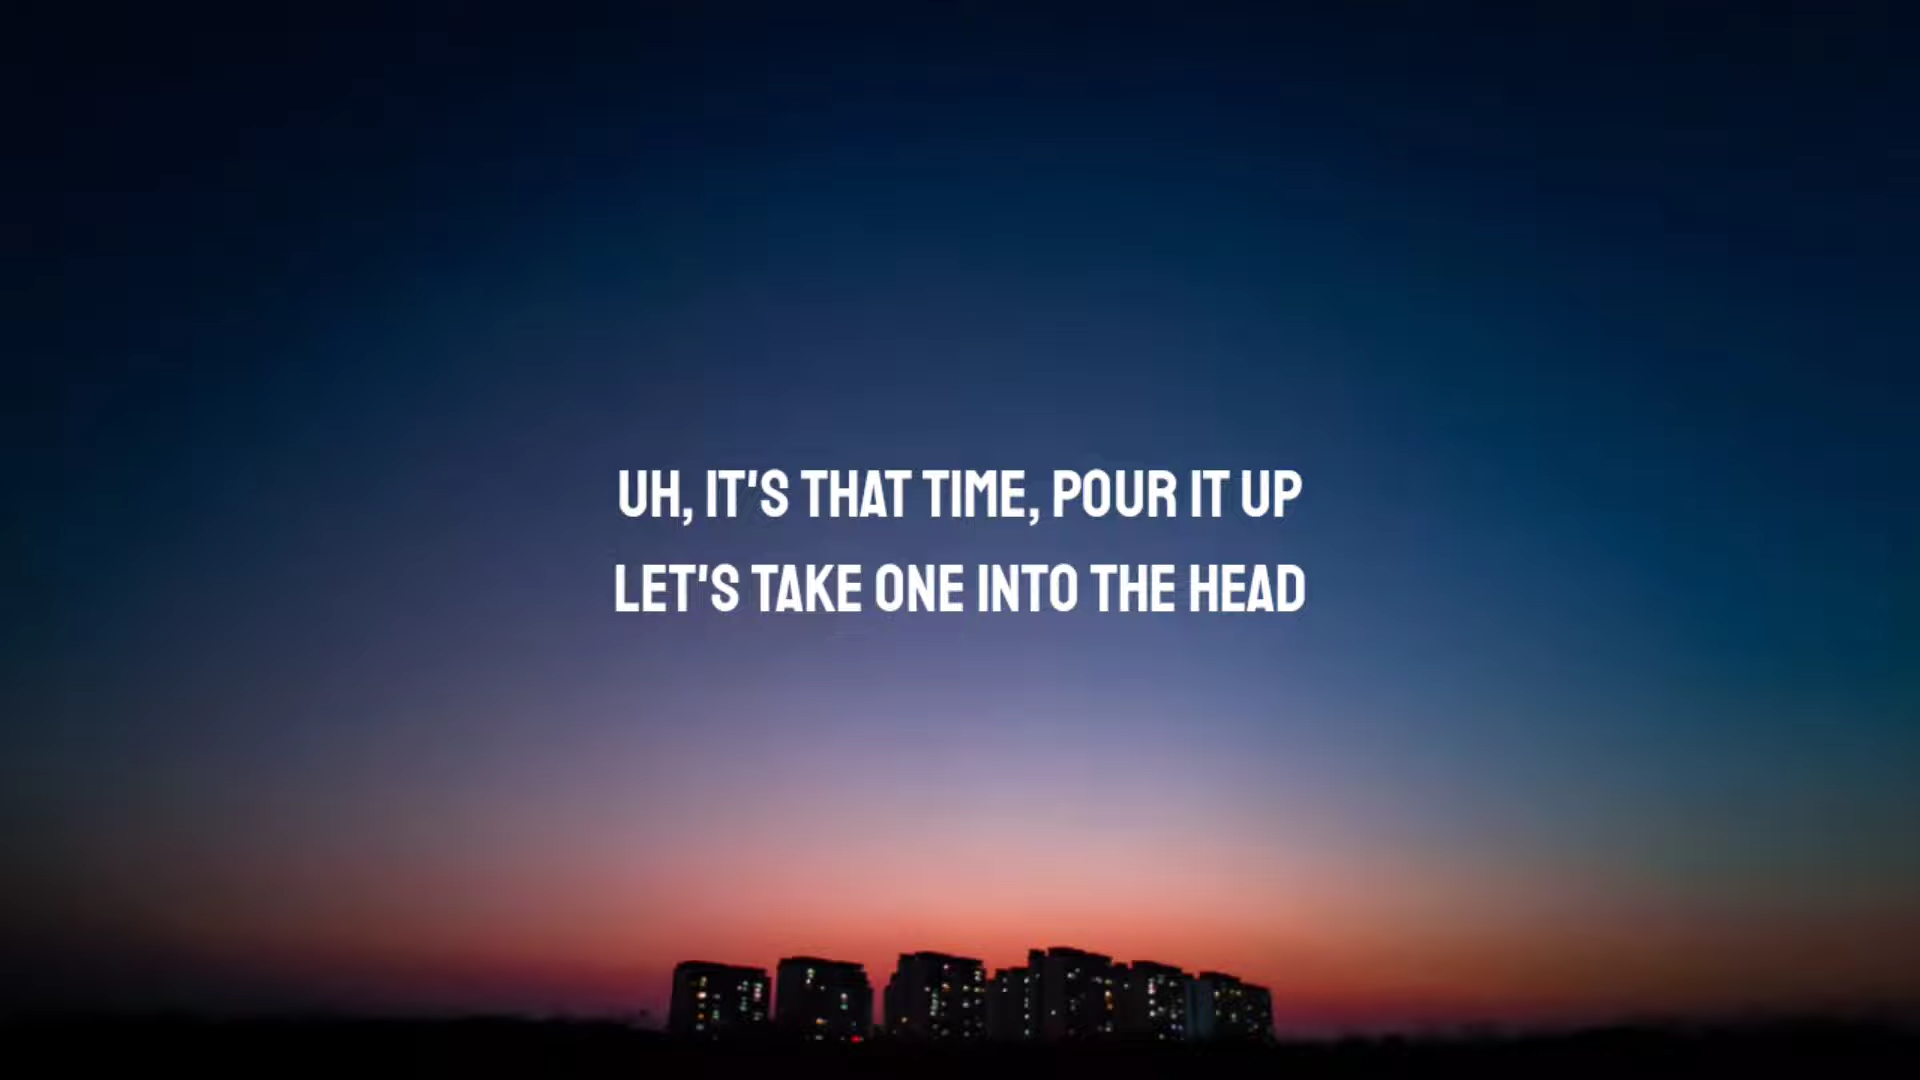 UH, IT'S THAT TIME, POUR IT UP
LET'S TAKE ONE INTO THE HEAD